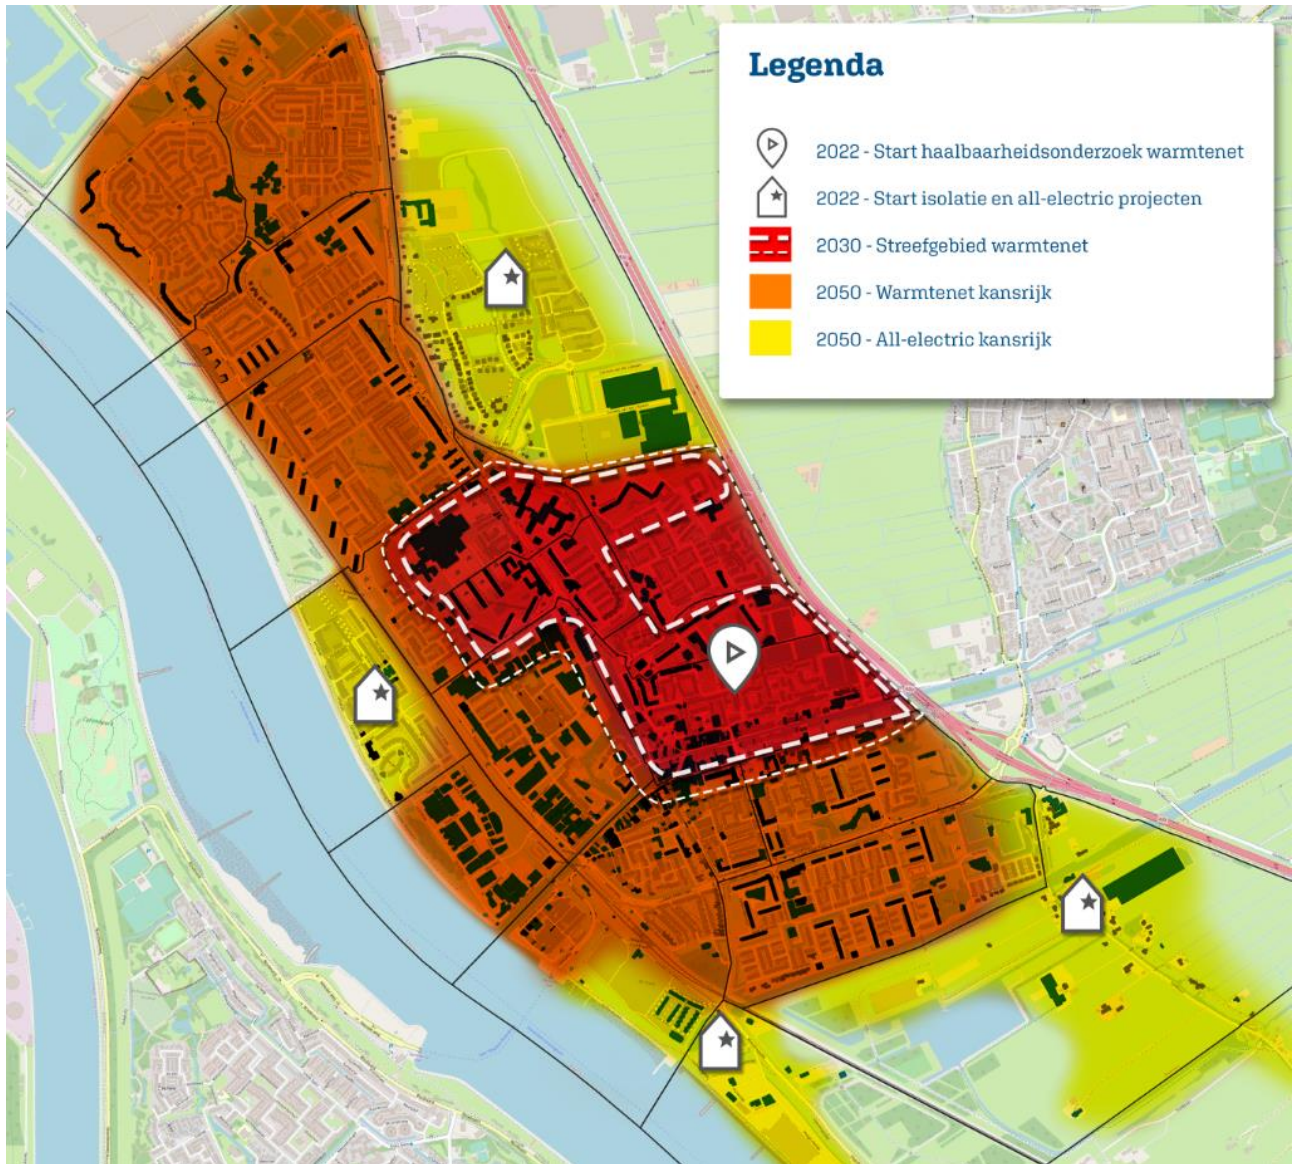 Legenda
2022 - Start haalbaarheidsonderzoek warmtenet
2022 - Start isolatie en all-electric projecten
2030 - Streefgebied warmtenet
2050 - Warmtenet kansrijk
2050 - All-electric kansrijk